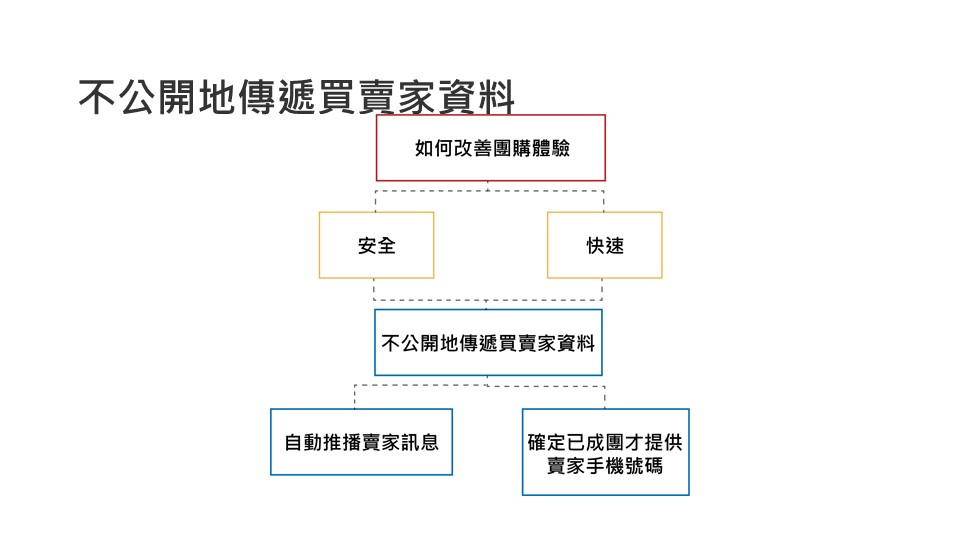 不公開地傳遞買賣家資料
如何改善團購體驗
安全
快速
不公開地傳遞買賣家資料
自動推播賣家訊息
確定已成團才提供
賣家手機號碼